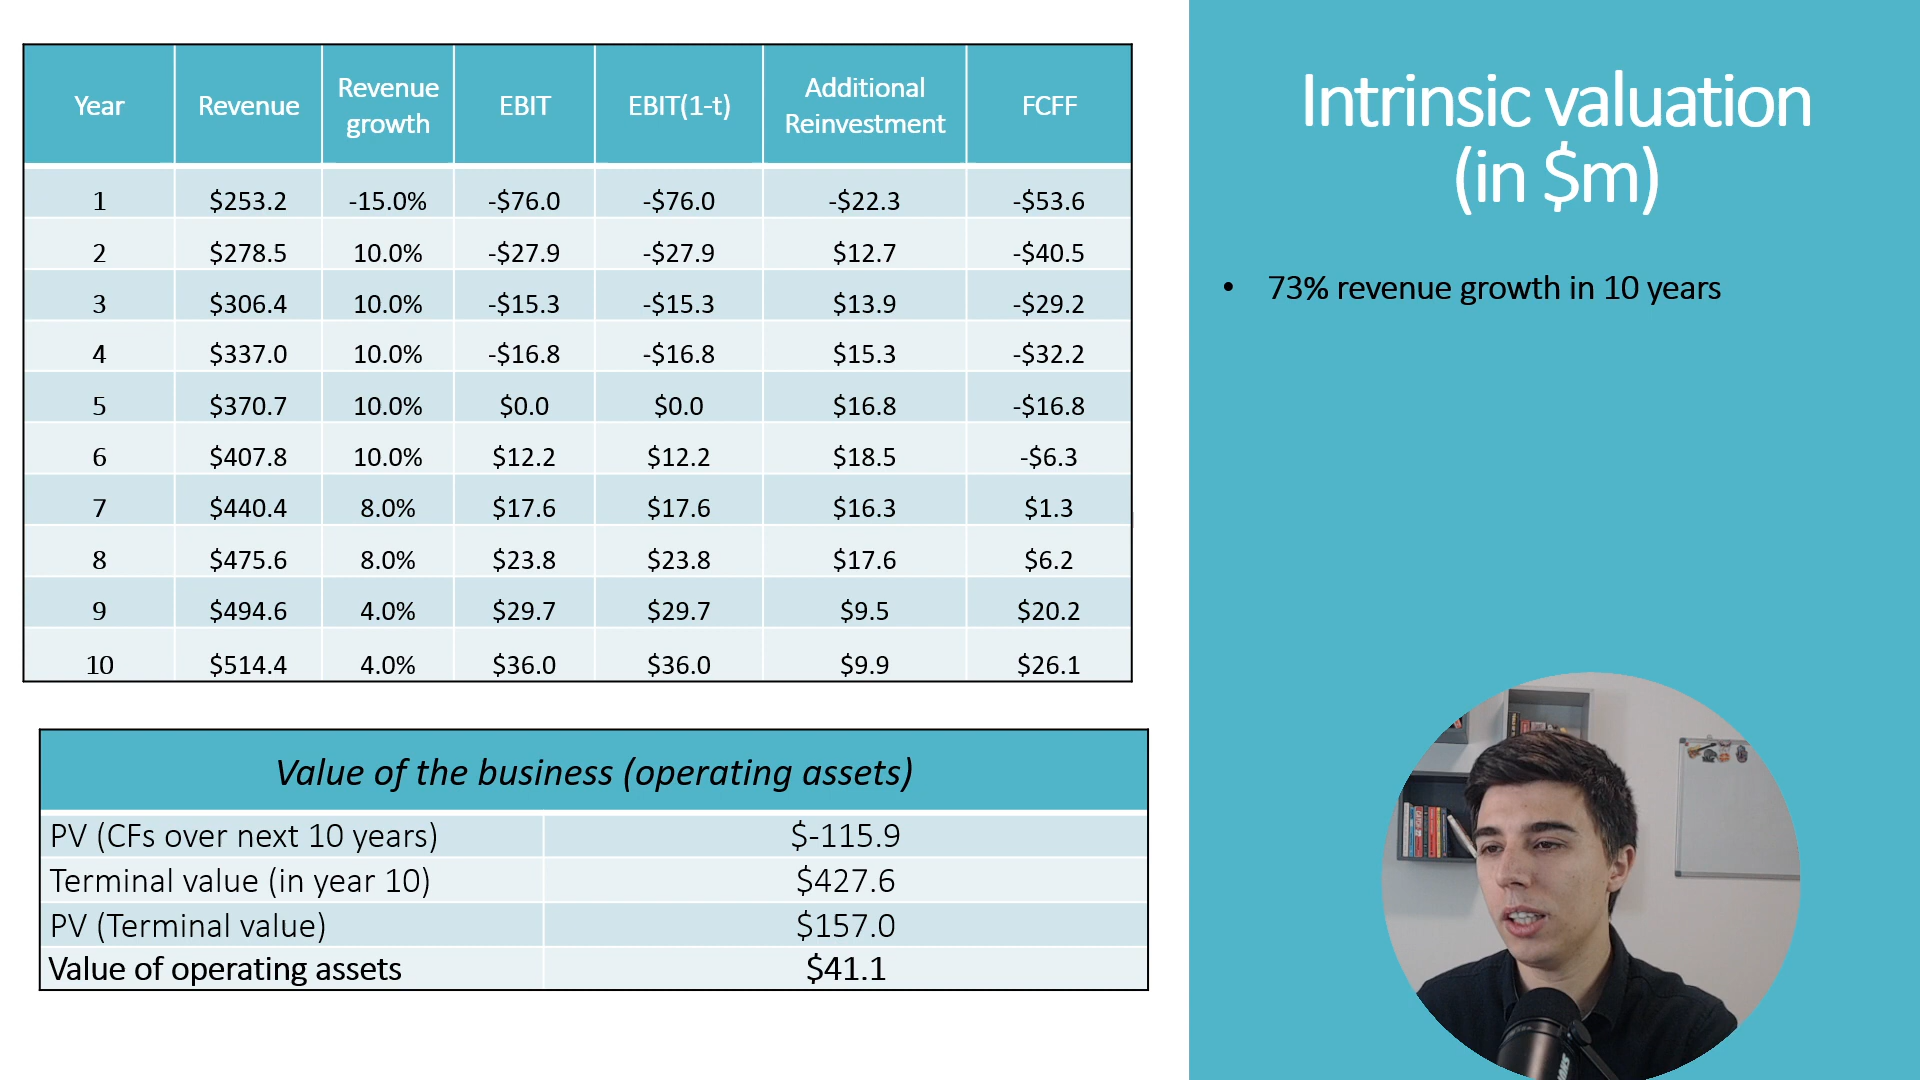 Year Revenue Revenue growth EBIT EBIT(1-t) Additional Reinvestment FCFF
1 $253.2 -15.0% -$76.0 -$76.0 -$22.3 -$53.6
2 $278.5 10.0% -$27.9 -$27.9 $12.7 -$40.5
3 $306.4 10.0% -$15.3 -$15.3 $13.9 -$29.2
4 $337.0 10.0% -$16.8 -$16.8 $15.3 -$32.2
5 $370.7 10.0% $0.0 $0.0 $16.8 -$16.8
6 $407.8 10.0% $12.2 $12.2 $18.5 -$6.3
7 $440.4 8.0% $17.6 $17.6 $16.3 $1.3
8 $475.6 8.0% $23.8 $23.8 $17.6 $6.2
9 $494.6 4.0% $29.7 $29.7 $9.5 $20.2
10 $514.4 4.0% $36.0 $36.0 $9.9 $26.1
Value of the business (operating assets)
PV (CFs over next 10 years) $-115.9
Terminal value (in year 10) $427.6
PV (Terminal value) $157.0
Value of operating assets $41.1
Intrinsic valuation
(in $m)
• 73% revenue growth in 10 years